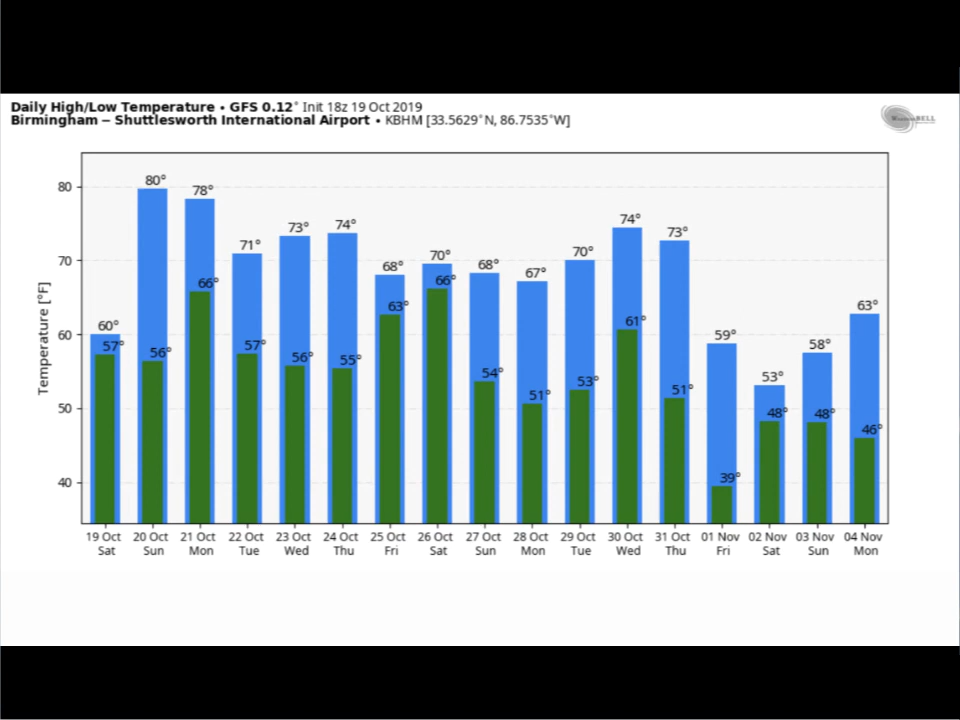 Daily High/Low Temperature • GFS 0.12° Init 18z 19 Oct 2019
Birmingham − Shuttlesworth International Airport • KBHM [33.5629°N, 86.7535°W]
WeatherBELL
Temperature [°F]
80
70
60
50
40
60° 80° 78° 71° 73° 74° 68° 70° 68° 67° 70° 74° 73° 59° 53° 58° 63°
57° 56° 66° 57° 56° 55° 63° 66° 54° 51° 53° 61° 51° 39° 48° 48° 46°
19 Oct 20 Oct 21 Oct 22 Oct 23 Oct 24 Oct 25 Oct 26 Oct 27 Oct 28 Oct 29 Oct 30 Oct 31 Oct 01 Nov 02 Nov 03 Nov 04 Nov
Sat Sun Mon Tue Wed Thu Fri Sat Sun Mon Tue Wed Thu Fri Sat Sun Mon